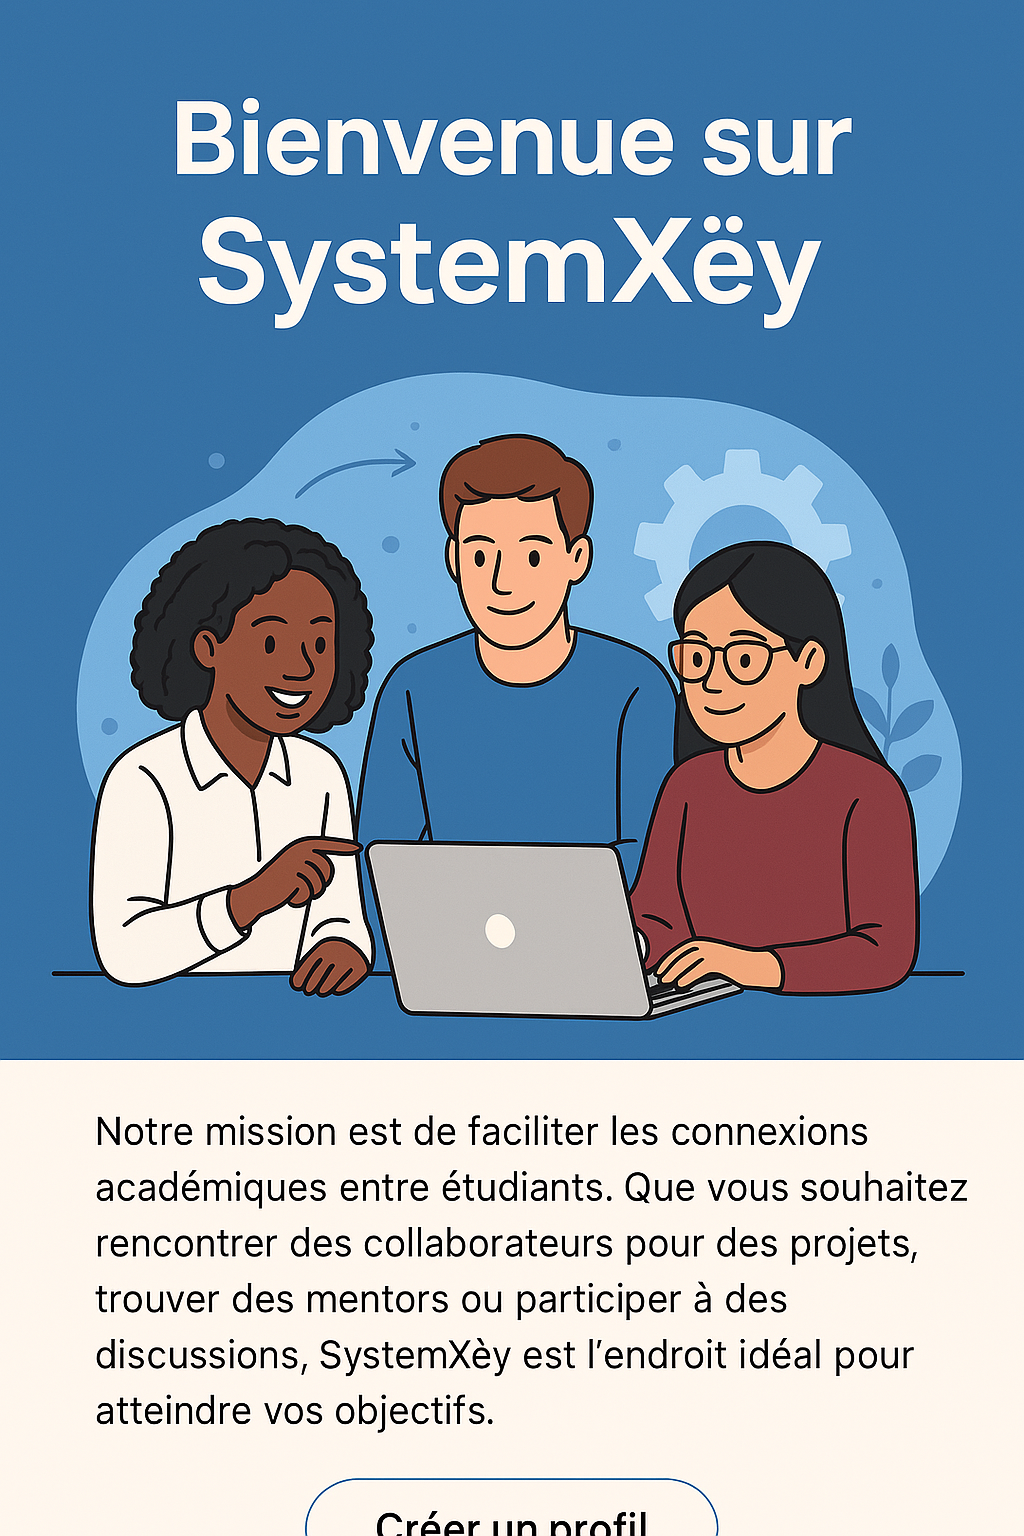 Bienvenue sur
SystemXëy
Notre mission est de faciliter les connexions
académiques entre étudiants. Que vous souhaitez
rencontrer des collaborateurs pour des projets,
trouver des mentors ou participer à des
discussions, SystemXèy est l’endroit idéal pour
atteindre vos objectifs.
Créer un profil